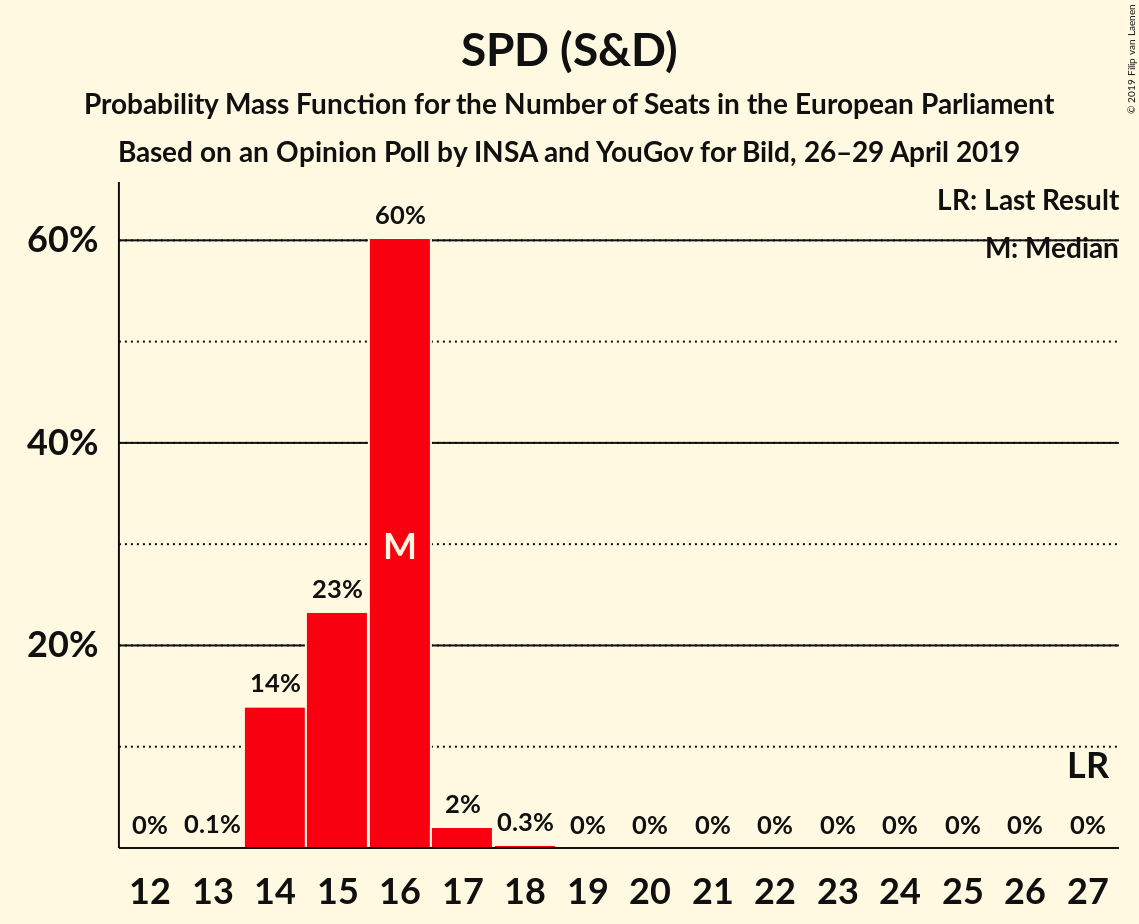 SPD (S&D)
Probability Mass Function for the Number of Seats in the European Parliament
Based on an Opinion Poll by INSA and YouGov for Bild, 26–29 April 2019
© 2019 Filip van Laenen
LR: Last Result
M: Median
60%
40%
20%
0%
0.1%
14%
23%
60%
M
2%
0.3%
0%
0%
0%
0%
0%
0%
0%
0%
0%
LR
12 13 14 15 16 17 18 19 20 21 22 23 24 25 26 27